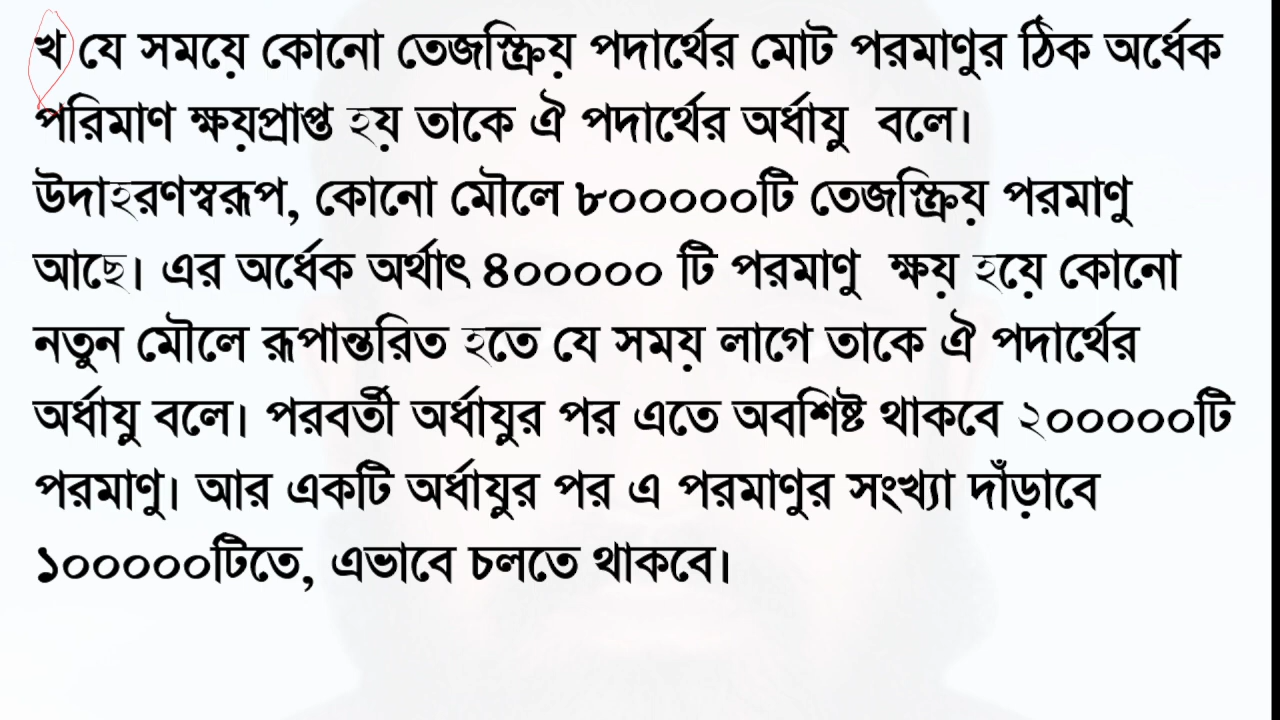 খ যে সময়ে কোনো তেজস্ক্রিয় পদার্থের মোট পরমাণুর ঠিক অর্ধেক
পরিমাণ ক্ষয়প্রাপ্ত হয় তাকে ঐ পদার্থের অর্ধায়ু বলে।
উদাহরণস্বরূপ, কোনো মৌলে ৮০০০০০টি তেজস্ক্রিয় পরমাণু
আছে। এর অর্ধেক অর্থাৎ ৪০০০০০ টি পরমাণু ক্ষয় হয়ে কোনো
নতুন মৌলে রূপান্তরিত হতে যে সময় লাগে তাকে ঐ পদার্থের
অর্ধায়ু বলে। পরবর্তী অর্ধায়ুর পর এতে অবশিষ্ট থাকবে ২০০০০০টি
পরমাণু। আর একটি অর্ধায়ুর পর এ পরমাণুর সংখ্যা দাঁড়াবে
১০০০০০টিতে, এভাবে চলতে থাকবে।